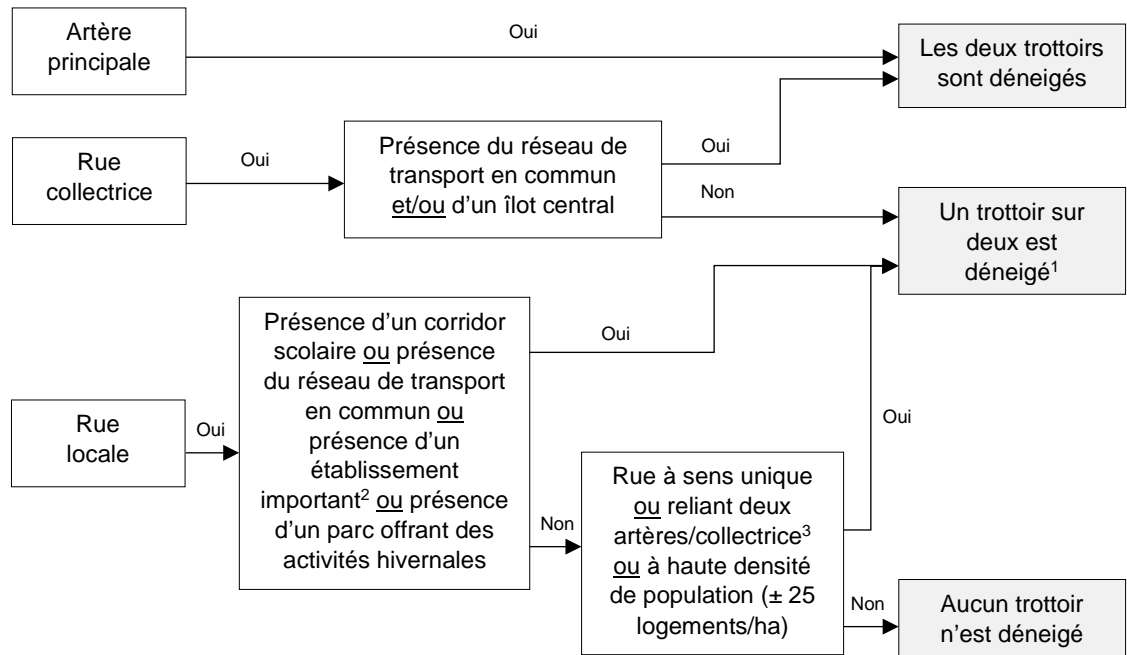 Artère
principale
Oui
Les deux trottoirs
sont déneigés
Rue
collectrice
Oui
Présence du réseau de
transport en commun
et/ou d'un îlot central
Oui
Non
Un trottoir sur
deux est
déneigé¹
Rue
locale
Oui
Présence d'un corridor
scolaire ou présence
du réseau de transport
en commun ou
présence d'un
établissement
important² ou présence
d'un parc offrant des
activités hivernales
Oui
Non
Rue à sens unique
ou reliant deux
artères/collectrice³
ou à haute densité
de population (± 25
logements/ha)
Oui
Non
Aucun trottoir
n'est déneigé